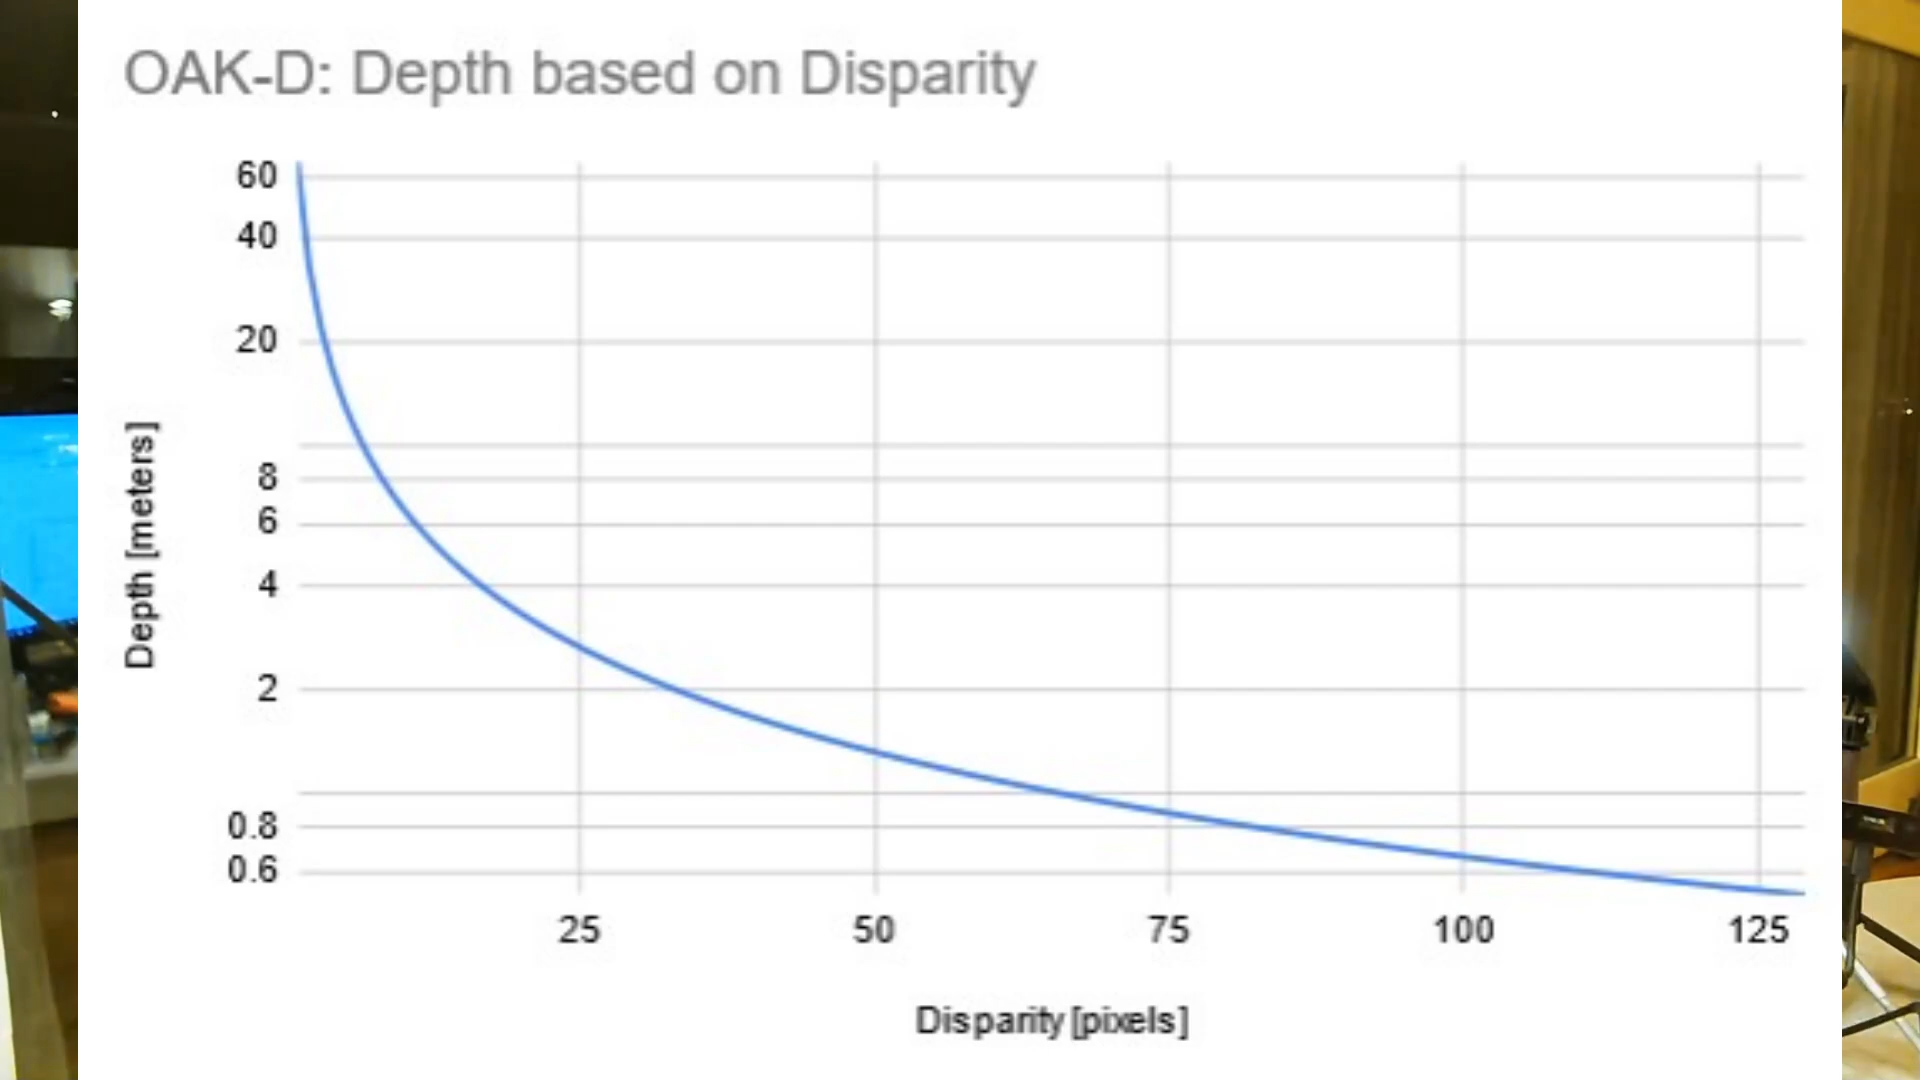 OAK-D: Depth based on Disparity
60
40
20
8
6
4
2
0.8
0.6
Depth [meters]
25 50 75 100 125
Disparity [pixels]